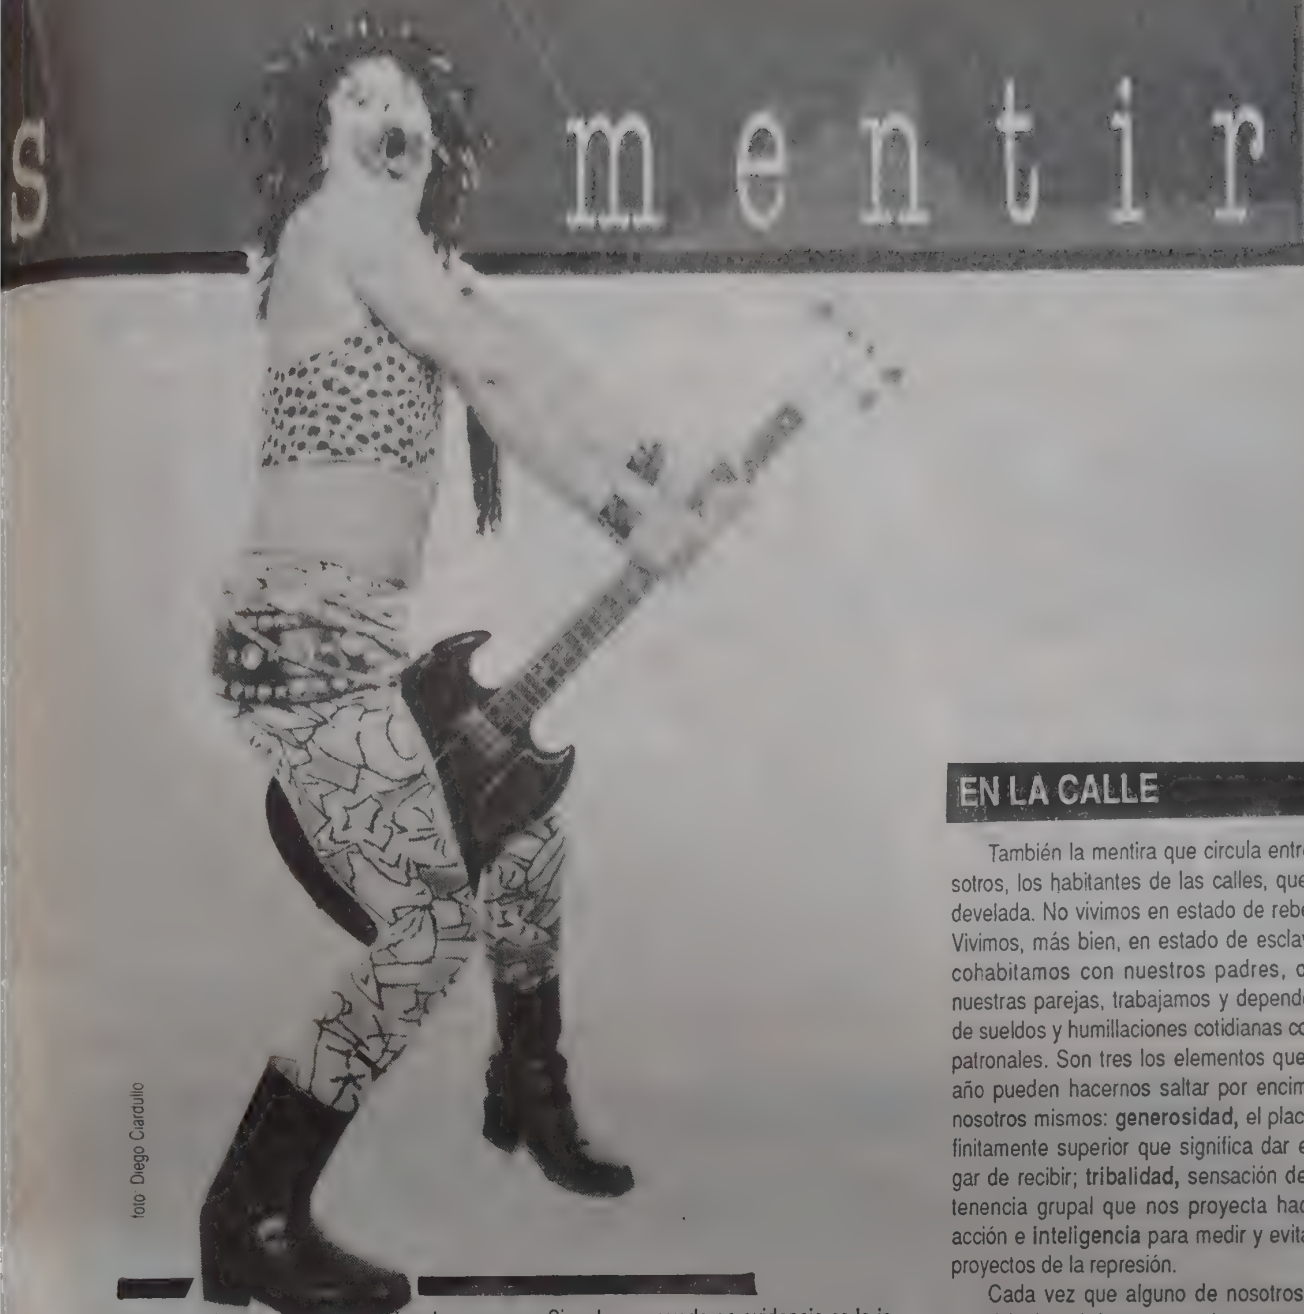 s mentir
EN LA CALLE
También la mentira que circula entr
sotros, los habitantes de las calles, que
develada. No vivimos en estado de rebe
Vivimos, más bien, en estado de escla
cohabitamos con nuestros padres, c
nuestras parejas, trabajamos y depend
de sueldos y humillaciones cotidianas co
patronales. Son tres los elementos que
año pueden hacernos saltar por encim
nosotros mismos: generosidad, el plac
finitamente superior que significa dar e
gar de recibir; tribalidad, sensación de
tenencia grupal que nos proyecta hac
acción e inteligencia para medir y evita
proyectos de la represión.
Cada vez que alguno de nosotros
foto: Diego Ciardullo